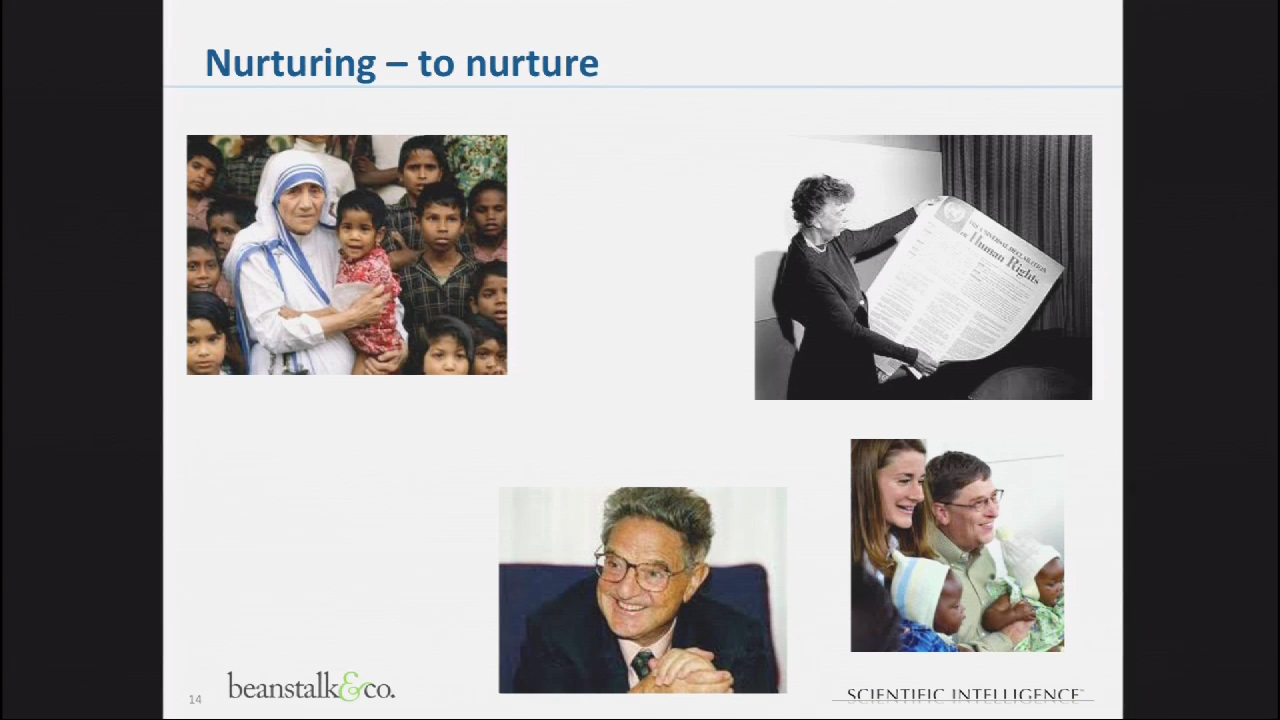 Nurturing – to nurture
THE UNIVERSAL DECLARATION
OF Human Rights
14
beanstalk&co.
SCIENTIFIC INTELLIGENCE